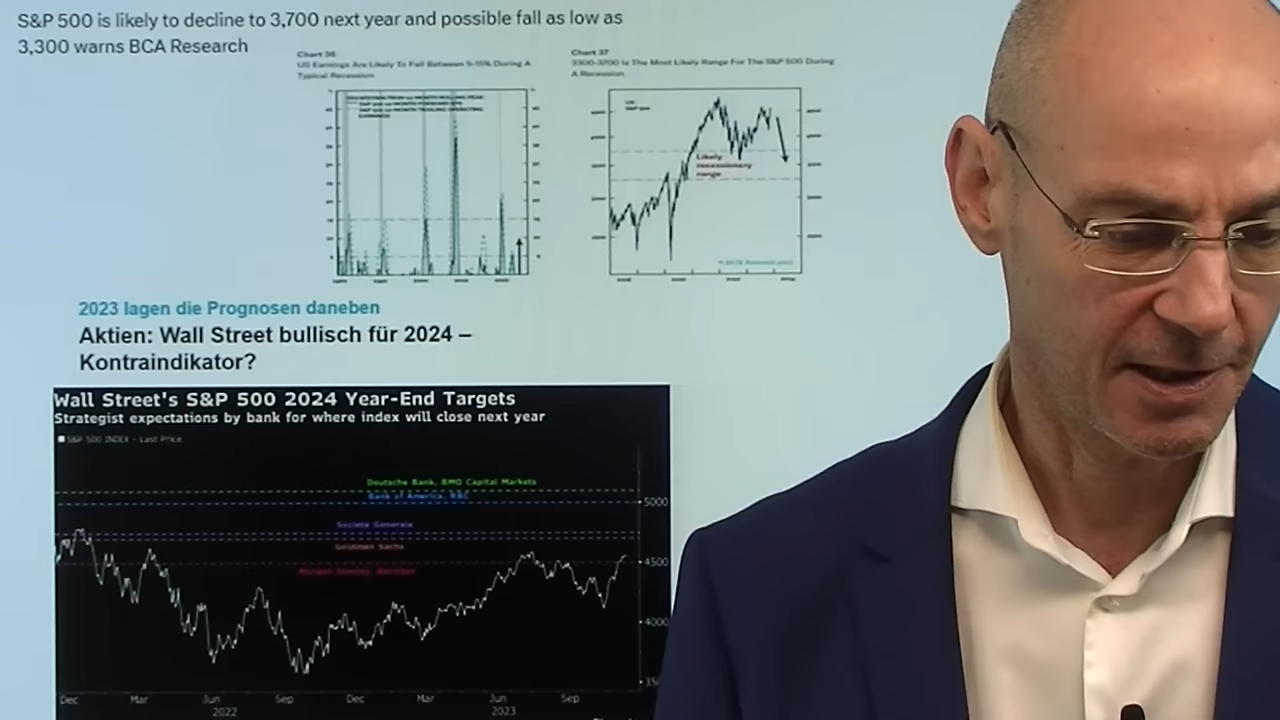 S&P 500 is likely to decline to 3,700 next year and possible fall as low as
3,300 warns BCA Research
Chart 36
US Earnings Are Likely To Fall Between 5-15% During A
Typical Recession
Chart 37
3300-3700 Is The Most Likely Range For The S&P 500 During
A Recession
US:
S&P 500
Likely
recessionary
range
2023 lagen die Prognosen daneben
Aktien: Wall Street bullisch für 2024 –
Kontraindikator?
Wall Street's S&P 500 2024 Year-End Targets
Strategist expectations by bank for where index will close next year
S&P 500 INDEX - Last Price
Deutsche Bank, BMO Capital Markets
Bank of America, RBC
Societe Generale
Goldman Sachs
Morgan Stanley, Barclays
5000
4500
4000
Dec Mar Jun Sep Dec Mar Jun Sep
2022 2023